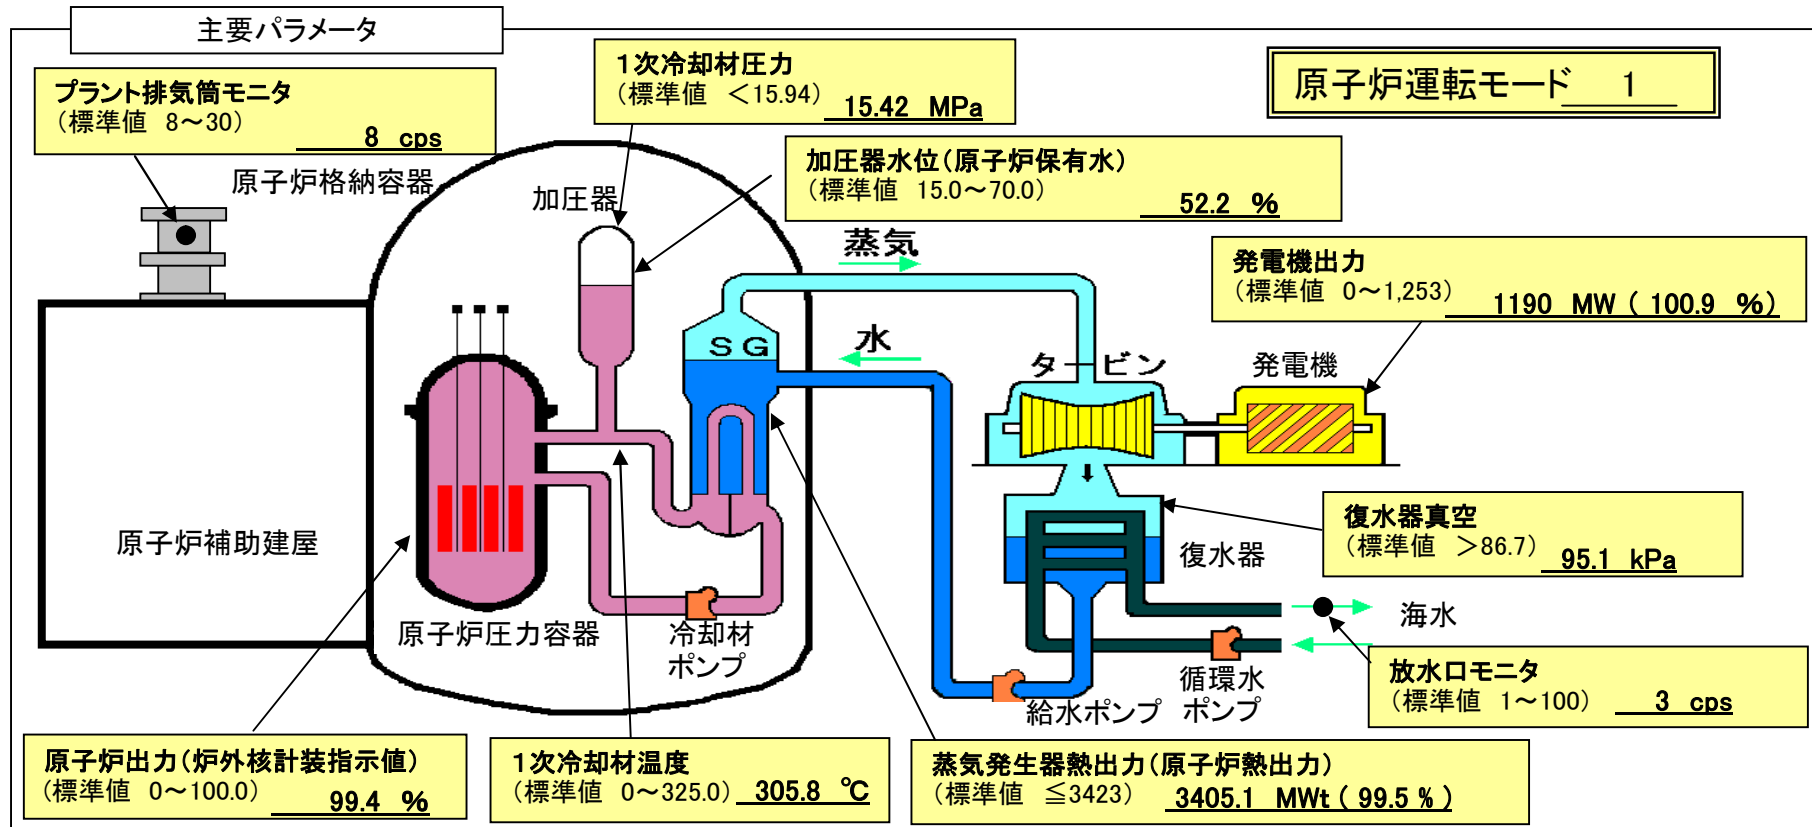 主要パラメータ
プラント排気筒モニタ
（標準値 8～30）
8 cps
1次冷却材圧力
（標準値 ＜15.94）
15.42 MPa
原子炉運転モード 1
加圧器水位（原子炉保有水）
（標準値 15.0～70.0）
52.2 %
原子炉格納容器
加圧器
蒸気
発電機出力
（標準値 0～1,253）
1190 MW ( 100.9 %)
SG
水
タービン
発電機
原子炉補助建屋
復水器真空
（標準値 ＞86.7）
95.1 kPa
復水器
原子炉圧力容器
冷却材
ポンプ
海水
循環水
ポンプ
給水ポンプ
放水口モニタ
（標準値 1～100）
3 cps
原子炉出力（炉外核計装指示値）
（標準値 0～100.0）
99.4 %
1次冷却材温度
（標準値 0～325.0）
305.8 ℃
蒸気発生器熱出力（原子炉熱出力）
（標準値 ≦3423）
3405.1 MWt ( 99.5 % )